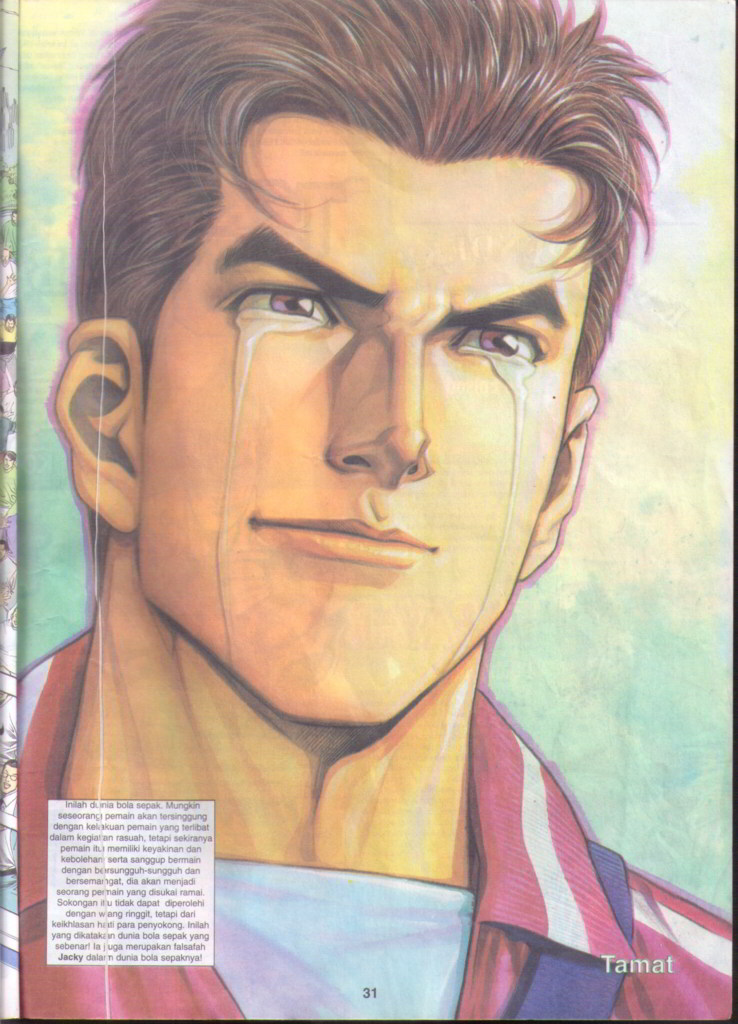 Inilah dunia bola sepak. Mungkin
seseorang pemain akan tersinggung
dengan kelakuan pemain yang terlibat
dalam kegiatan rasuah, tetapi sekiranya
pemain itu memiliki keyakinan dan
kebolehan serta sanggup bermain
dengan bersungguh-sungguh dan
bersemangat, dia akan menjadi
seorang pemain yang disukai ramai.
Sokongan itu tidak dapat diperolehi
dengan wang ringgit, tetapi dari
keikhlasan hati para penyokong. Inilah
yang dikatakan dunia bola sepak yang
sebenar! Ia juga merupakan falsafah
Jacky dalam dunia bola sepaknya!
Tamat
31